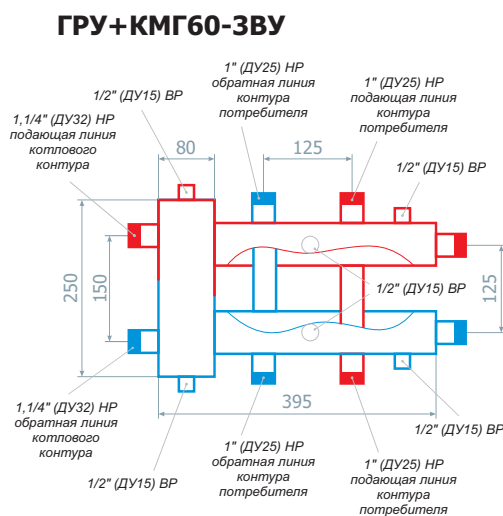 ГРУ+КМГ60-3ВУ
1/2" (ДУ15) ВР
1" (ДУ25) НР
обратная линия
контура
потребителя
1" (ДУ25) НР
подающая линия
контура
потребителя
1,1/4" (ДУ32) НР
подающая линия
котлового
контура
80
125
1/2" (ДУ15) ВР
250
150
1/2" (ДУ15) ВР
125
395
1,1/4" (ДУ32) НР
обратная линия
котлового
контура
1/2" (ДУ15) ВР
1/2" (ДУ15) ВР
1" (ДУ25) НР
обратная линия
контура
потребителя
1" (ДУ25) НР
подающая линия
контура
потребителя